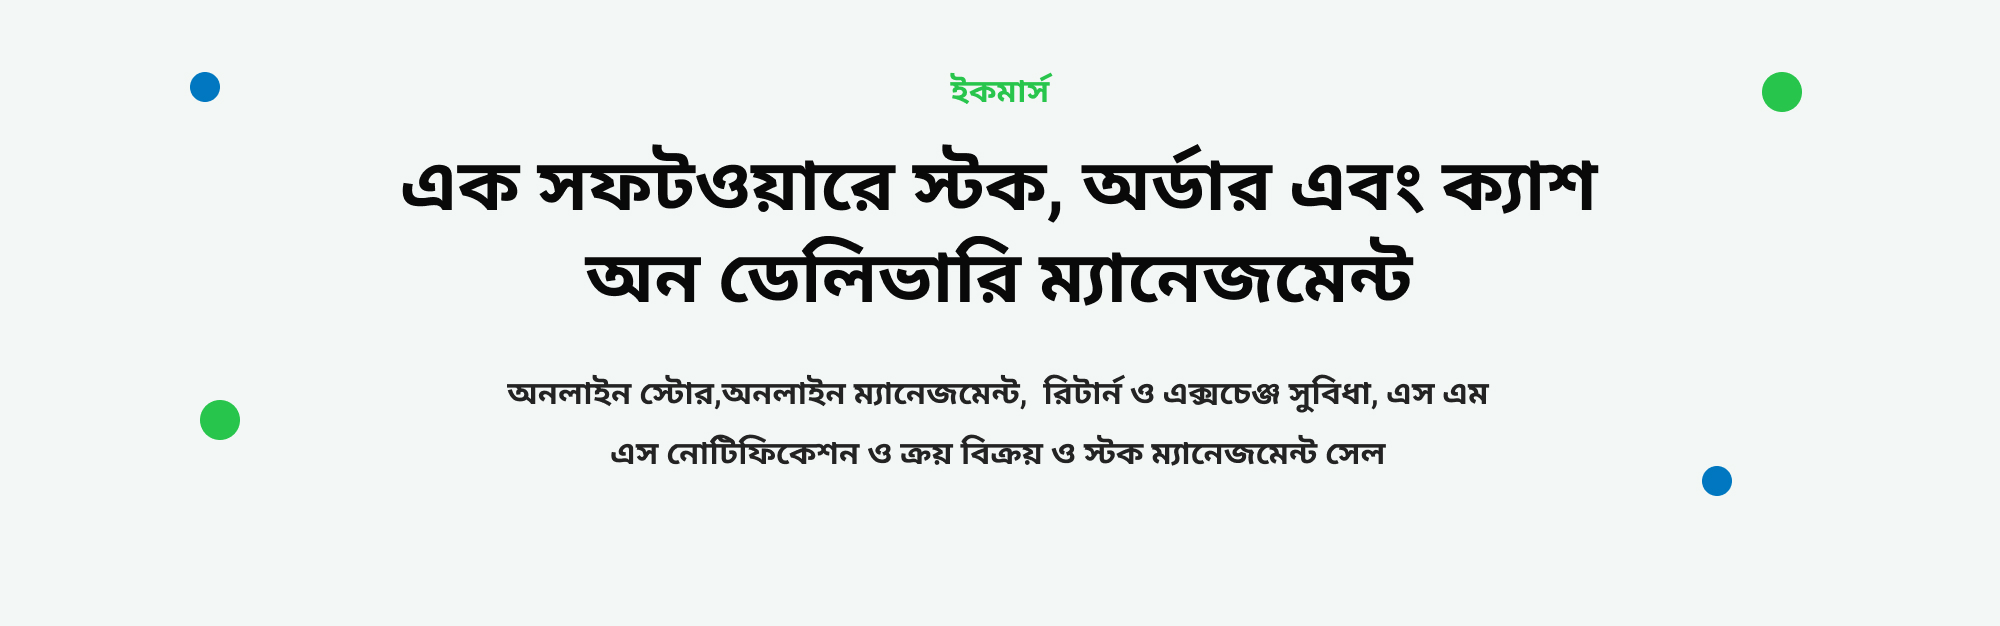 ইকমার্স
এক সফটওয়ারে স্টক, অর্ডার এবং ক্যাশ
অন ডেলিভারি ম্যানেজমেন্ট
অনলাইন স্টোর,অনলাইন ম্যানেজমেন্ট,  রিটার্ন ও এক্সচেঞ্জ সুবিধা, এস এম
এস নোটিফিকেশন ও ক্রয় বিক্রয় ও স্টক ম্যানেজমেন্ট সেল